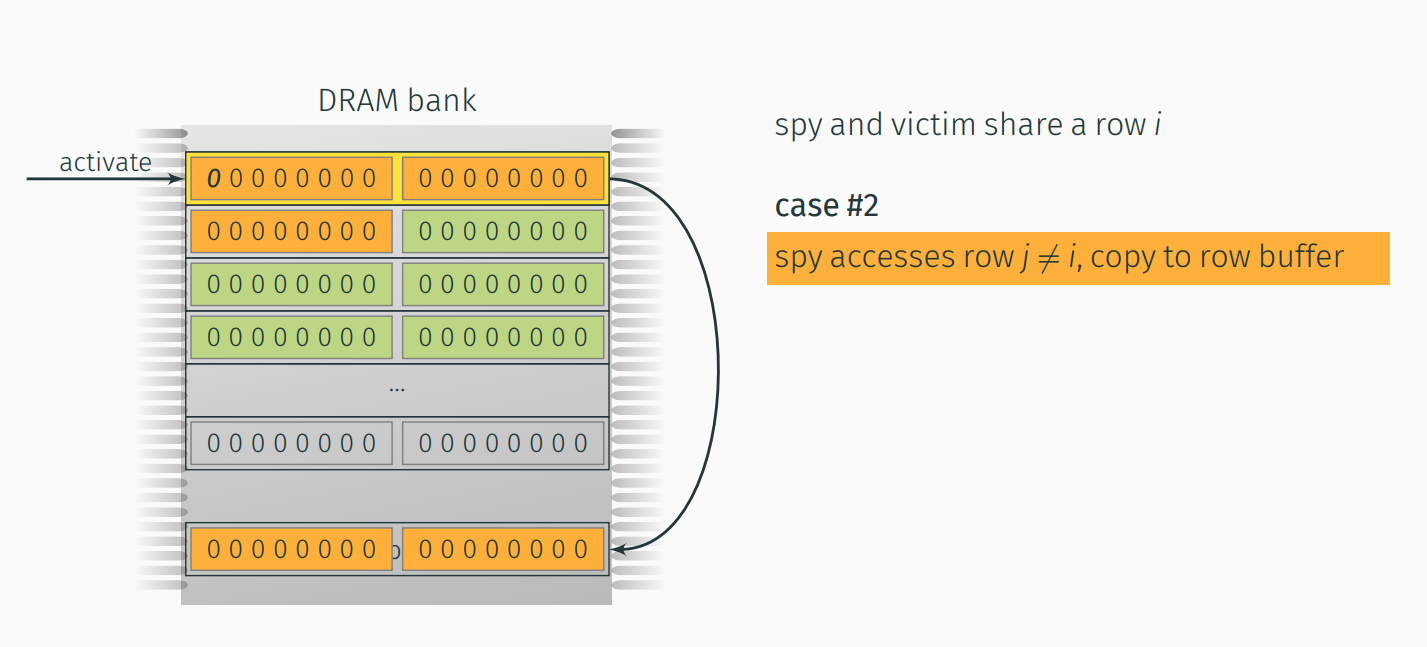 DRAM bank
spy and victim share a row i
activate
0 0 0 0 0 0 0 0 0 0 0 0 0 0 0 0
case #2
0 0 0 0 0 0 0 0 0 0 0 0 0 0 0 0
spy accesses row j ≠ i, copy to row buffer
0 0 0 0 0 0 0 0 0 0 0 0 0 0 0 0
0 0 0 0 0 0 0 0 0 0 0 0 0 0 0 0
...
0 0 0 0 0 0 0 0 0 0 0 0 0 0 0 0
0 0 0 0 0 0 0 0 0 0 0 0 0 0 0 0